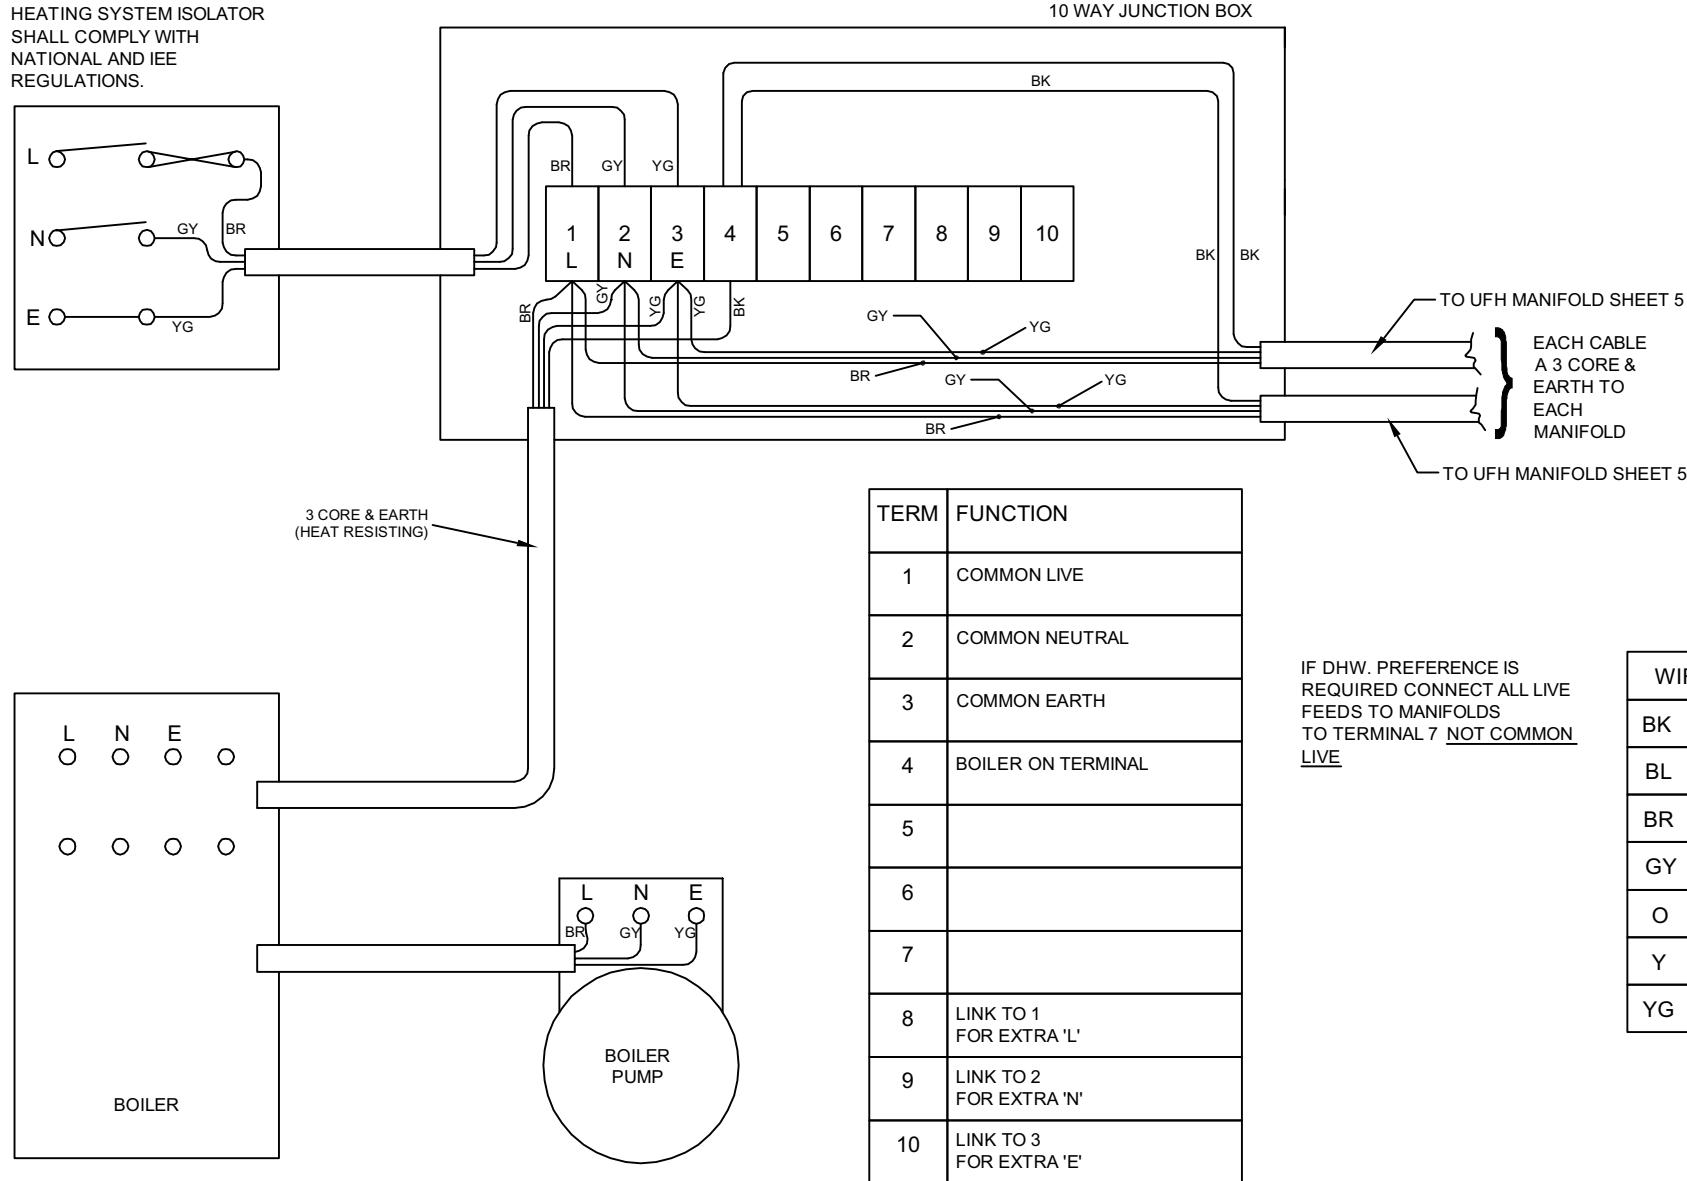 HEATING SYSTEM ISOLATOR
SHALL COMPLY WITH
NATIONAL AND IEE
REGULATIONS.
10 WAY JUNCTION BOX
BK
L
N
GY
BR
E
YG
BR
GY
YG
1
L
2
N
3
E
4
5
6
7
8
9
10
BK
BK
BR
GY
YG
YG
BK
GY
YG
BR
GY
YG
BR
TO UFH MANIFOLD SHEET 5
EACH CABLE
A 3 CORE &
EARTH TO
EACH
MANIFOLD
TO UFH MANIFOLD SHEET 5
3 CORE & EARTH
(HEAT RESISTING)
TERM FUNCTION
1 COMMON LIVE
2 COMMON NEUTRAL
3 COMMON EARTH
4 BOILER ON TERMINAL
5
6
7
8 LINK TO 1
FOR EXTRA 'L'
9 LINK TO 2
FOR EXTRA 'N'
10 LINK TO 3
FOR EXTRA 'E'
IF DHW. PREFERENCE IS
REQUIRED CONNECT ALL LIVE
FEEDS TO MANIFOLDS
TO TERMINAL 7 NOT COMMON
LIVE
BK
BL
BR
GY
O
Y
YG
L N E
BOILER
L N E
BR GY YG
BOILER
PUMP